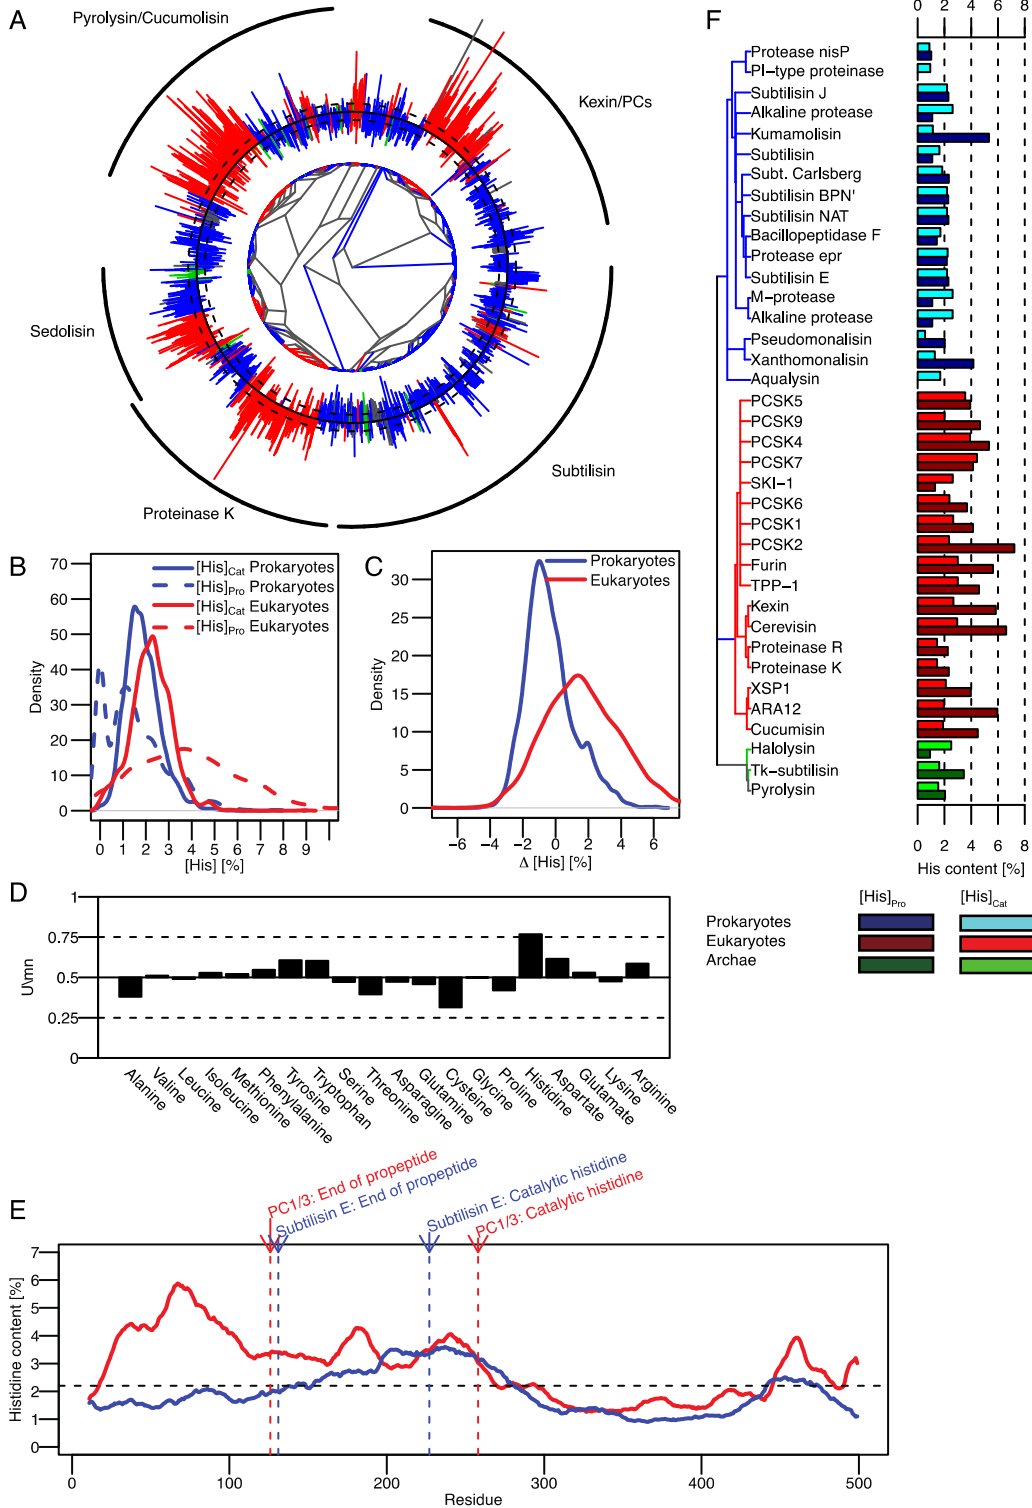 A
Pyrolysin/Cucumolisin
Kexin/PCs
Sedolisin
Proteinase K
Subtilisin
B
Density
70
60
50
40
30
20
10
0
[His]Cat Prokaryotes
[His]Pro Prokaryotes
[His]Cat Eukaryotes
[His]Pro Eukaryotes
0 1 2 3 4 5 6 7 8 9
[His] [%]
C
Density
30
25
20
15
10
5
0
Prokaryotes
Eukaryotes
-6 -4 -2 0 2 4 6
Δ [His] [%]
D
U\mn
1
0.75
0.5
0.25
0
Alanine
Valine
Leucine
Isoleucine
Methionine
Phenylalanine
Tyrosine
Tryptophan
Serine
Threonine
Asparagine
Glutamine
Cysteine
Glycine
Proline
Histidine
Aspartate
Glutamate
Lysine
Arginine
E
PC1/3: End of propeptide
Subtilisin E: End of propeptide
Subtilisin E: Catalytic histidine
PC1/3: Catalytic histidine
Histidine content [%]
7
6
5
4
3
2
1
0
0 100 200 300 400 500
Residue
F
0 2 4 6 8 %
Protease nisP
PI-type proteinase
Subtilisin J
Alkaline protease
Kumamolisin
Subtilisin
Subt. Carlsberg
Subtilisin BPN'
Subtilisin NAT
Bacillopeptidase F
Protease epr
Subtilisin E
M-protease
Alkaline protease
Pseudomonalisin
Xanthomonalisin
Aqualysin
PCSK5
PCSK9
PCSK4
PCSK7
SKI-1
PCSK6
PCSK1
PCSK2
Furin
TPP-1
Kexin
Cerevisin
Proteinase R
Proteinase K
XSP1
ARA12
Cucumisin
Halolysin
Tk-subtilisin
Pyrolysin
0 2 4 6 8
His content [%]
[His]Pro [His]Cat
Prokaryotes
Eukaryotes
Archae